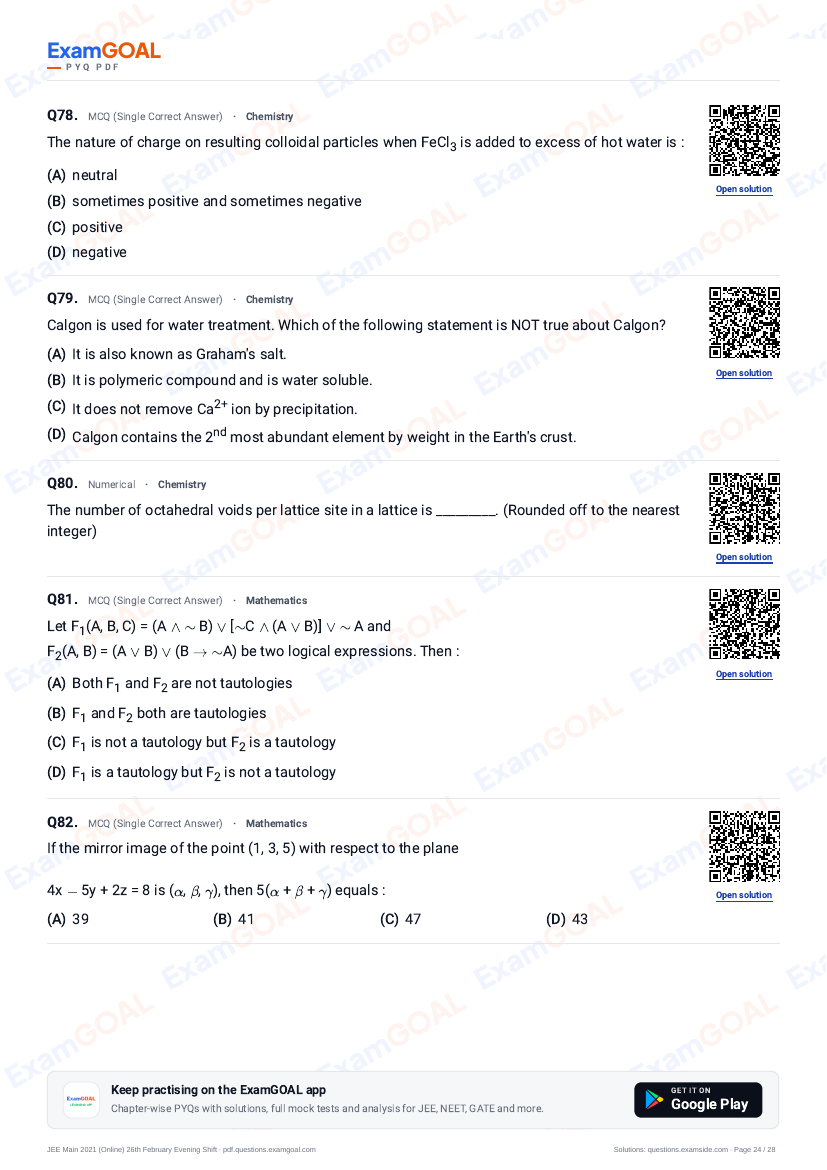 ExamGOAL
PYQ PDF
Q78. MCQ (Single Correct Answer) · Chemistry
The nature of charge on resulting colloidal particles when FeCl3 is added to excess of hot water is :
(A) neutral
(B) sometimes positive and sometimes negative
(C) positive
(D) negative
Open solution
Q79. MCQ (Single Correct Answer) · Chemistry
Calgon is used for water treatment. Which of the following statement is NOT true about Calgon?
(A) It is also known as Graham's salt.
(B) It is polymeric compound and is water soluble.
(C) It does not remove Ca2+ ion by precipitation.
(D) Calgon contains the 2nd most abundant element by weight in the Earth's crust.
Open solution
Q80. Numerical · Chemistry
The number of octahedral voids per lattice site in a lattice is _________. (Rounded off to the nearest
integer)
Open solution
Q81. MCQ (Single Correct Answer) · Mathematics
Let F1(A, B, C) = (A ∧ ~ B) ∨ [~C ∧ (A ∨ B)] ∨ ~ A and
F2(A, B) = (A ∨ B) ∨ (B → ~A) be two logical expressions. Then :
(A) Both F1 and F2 are not tautologies
(B) F1 and F2 both are tautologies
(C) F1 is not a tautology but F2 is a tautology
(D) F1 is a tautology but F2 is not a tautology
Open solution
Q82. MCQ (Single Correct Answer) · Mathematics
If the mirror image of the point (1, 3, 5) with respect to the plane
4x − 5y + 2z = 8 is (α, β, γ), then 5(α + β + γ) equals :
(A) 39 (B) 41 (C) 47 (D) 43
Open solution
ExamGOAL
Keep practising on the ExamGOAL app
Chapter-wise PYQs with solutions, full mock tests and analysis for JEE, NEET, GATE and more.
GET IT ON
Google Play
JEE Main 2021 (Online) 26th February Evening Shift · pdf.questions.examgoal.com
Solutions: questions.examside.com · Page 24 / 28